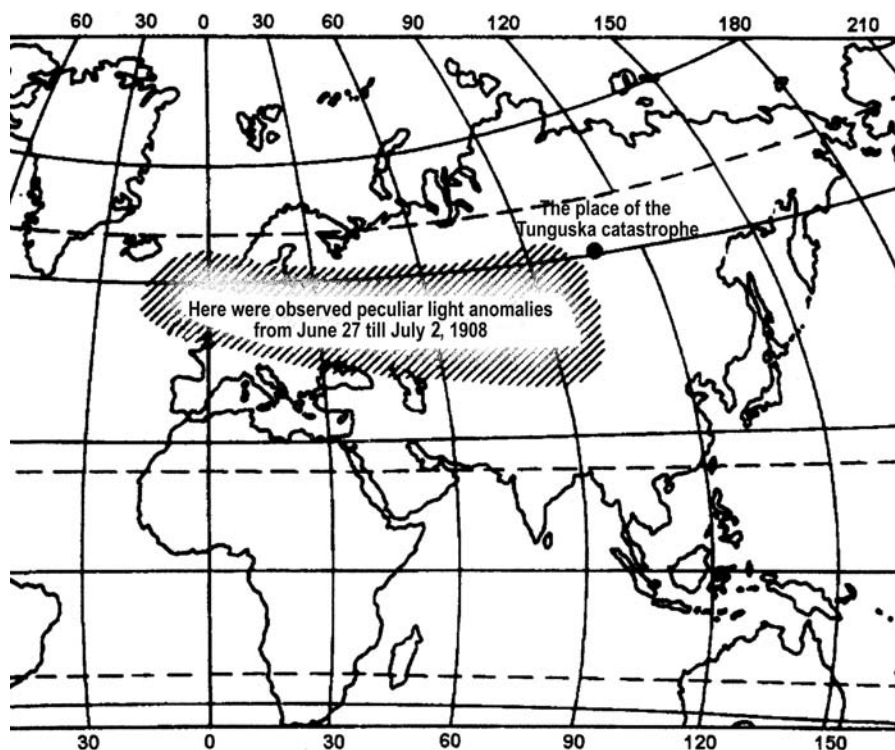 60 30 0 30 60 90 120 150 180 210
The place of the
Tunguska catastrophe
Here were observed peculiar light anomalies
from June 27 till July 2, 1908
30 0 30 60 90 120 150